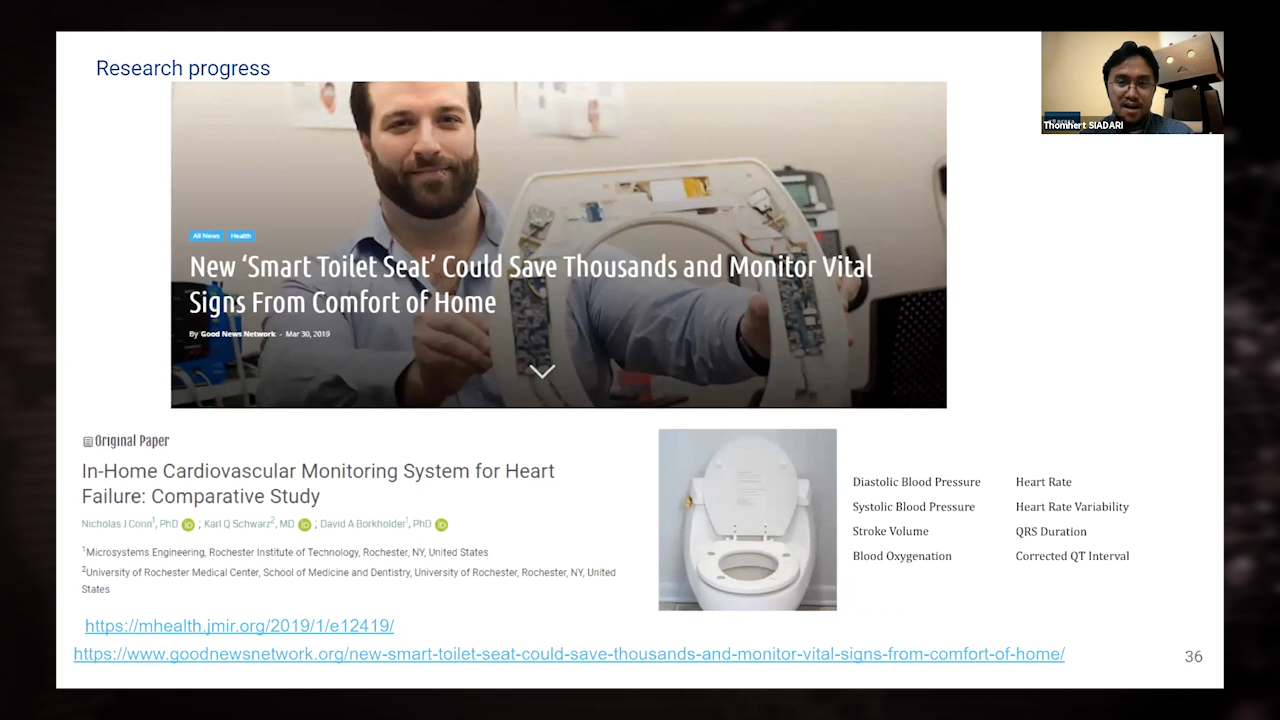 Research progress
Thomhert SIADARI
All News Health
New ‘Smart Toilet Seat’ Could Save Thousands and Monitor Vital
Signs From Comfort of Home
By Good News Network - Mar 30, 2019
Original Paper
In-Home Cardiovascular Monitoring System for Heart
Failure: Comparative Study
Nicholas J Conn1, PhD iD ; Karl Q Schwarz2, MD iD ; David A Borkholder1, PhD iD
1Microsystems Engineering, Rochester Institute of Technology, Rochester, NY, United States
2University of Rochester Medical Center, School of Medicine and Dentistry, University of Rochester, Rochester, NY, United
States
Diastolic Blood Pressure Heart Rate
Systolic Blood Pressure Heart Rate Variability
Stroke Volume QRS Duration
Blood Oxygenation Corrected QT Interval
https://mhealth.jmir.org/2019/1/e12419/
https://www.goodnewsnetwork.org/new-smart-toilet-seat-could-save-thousands-and-monitor-vital-signs-from-comfort-of-home/
36